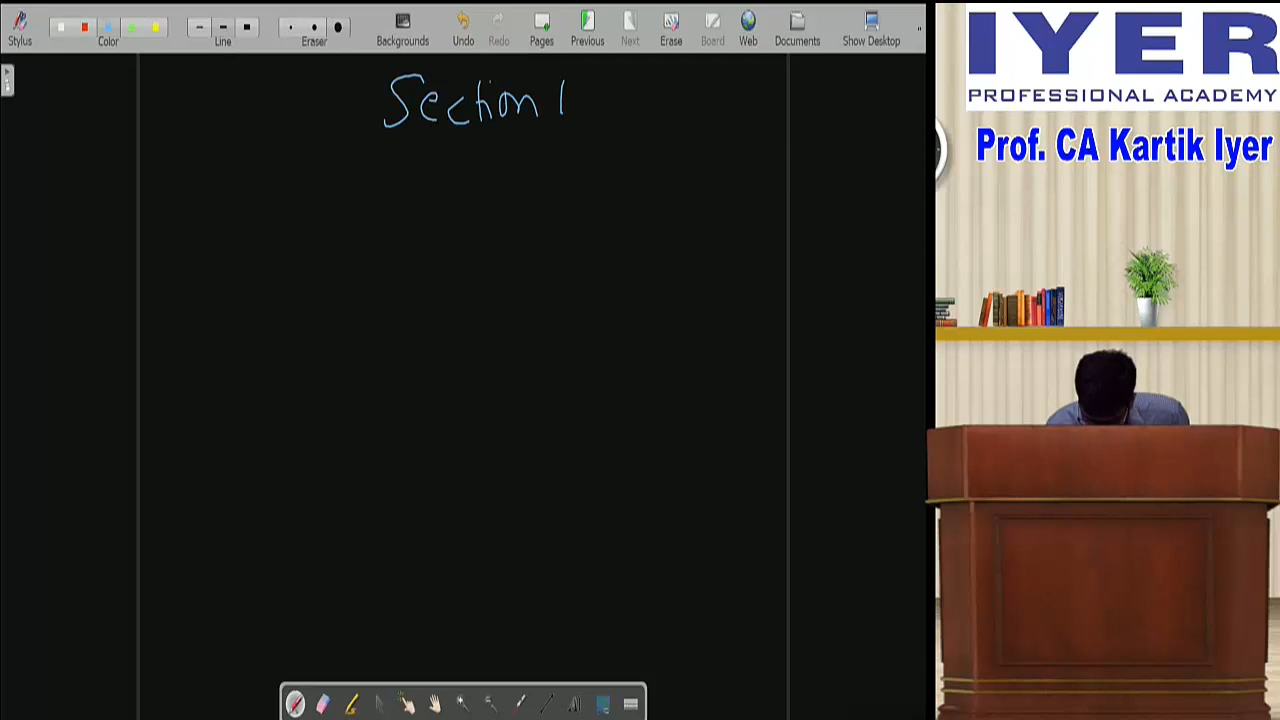 Stylus
Color
Line
Eraser
Backgrounds
Undo
Redo
Pages
Previous
Next
Erase
Board
Web
Documents
Show Desktop
Section 1
IYER
PROFESSIONAL ACADEMY
Prof. CA Kartik Iyer